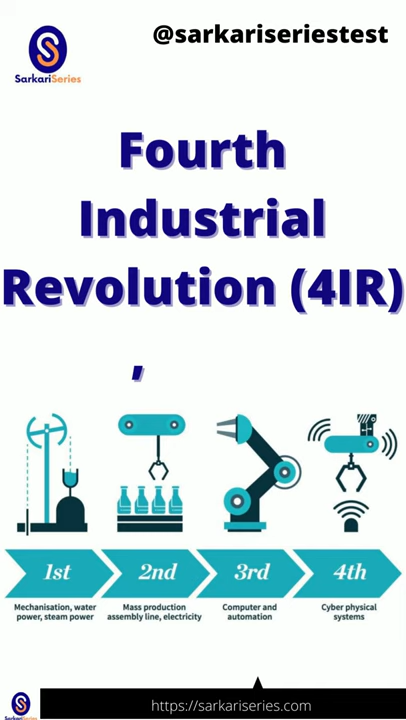 @sarkariseriestest
SarkariSeries
Fourth
Industrial
Revolution (4IR)
,
1st
2nd
3rd
4th
Mechanisation, water
power, steam power
Mass production
assembly line, electricity
Computer and
automation
Cyber physical
systems
https://sarkariseries.com
SarkariSeries